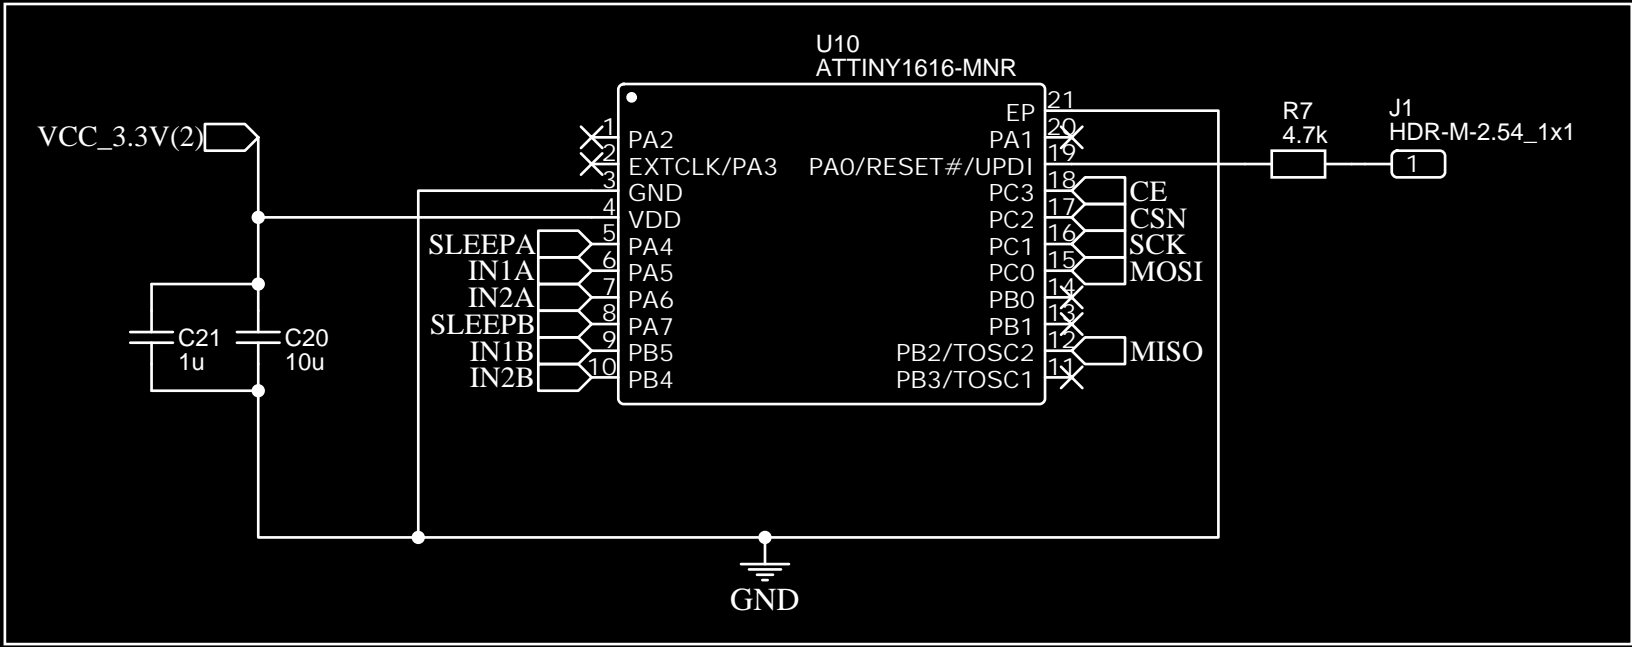 U10
ATTINY1616-MNR
VCC_3.3V(2)
1 PA2
2 EXTCLK/PA3
3 GND
4 VDD
SLEEPA 5 PA4
IN1A 6 PA5
IN2A 7 PA6
SLEEPB 8 PA7
IN1B 9 PB5
IN2B 10 PB4
EP 21
PA1 20
PA0/RESET#/UPDI 19
PC3 18 CE
PC2 17 CSN
PC1 16 SCK
PC0 15 MOSI
PB0 14
PB1 13
PB2/TOSC2 12 MISO
PB3/TOSC1 11
R7
4.7k
J1
HDR-M-2.54_1x1
1
C21
1u
C20
10u
GND